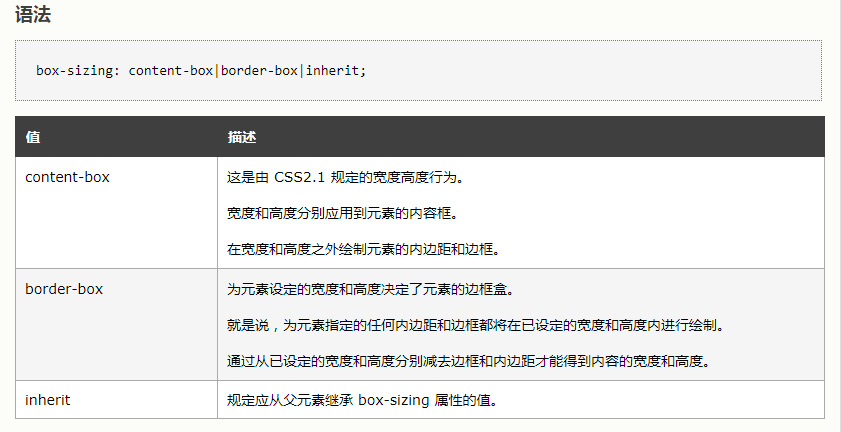 语法
box-sizing: content-box|border-box|inherit;
值 描述
content-box 这是由 CSS2.1 规定的宽度高度行为。
宽度和高度分别应用到元素的内容框。
在宽度和高度之外绘制元素的内边距和边框。
border-box 为元素设定的宽度和高度决定了元素的边框盒。
就是说，为元素指定的任何内边距和边框都将在已设定的宽度和高度内进行绘制。
通过从已设定的宽度和高度分别减去边框和内边距才能得到内容的宽度和高度。
inherit 规定应从父元素继承 box-sizing 属性的值。